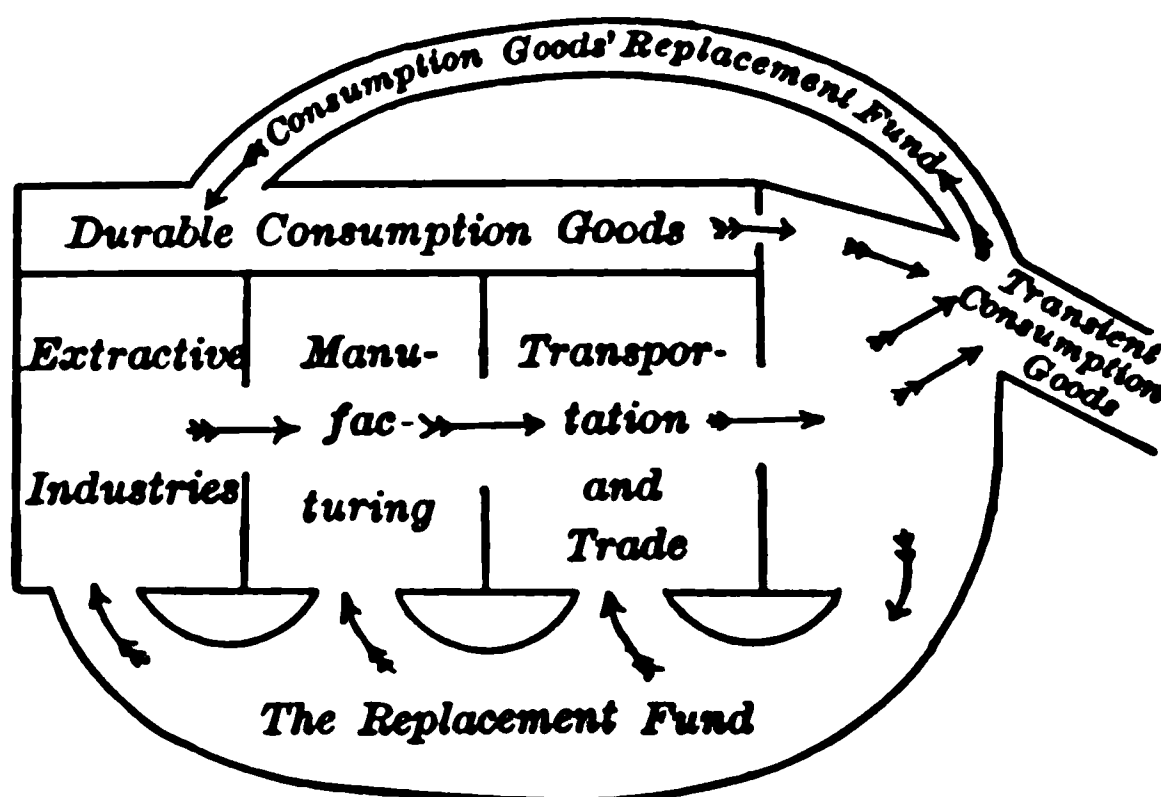 Consumption Goods' Replacement Fund
Durable Consumption Goods
Extractive
Industries
Manu-
fac-
turing
Transpor-
tation
and
Trade
Transient
Consumption
Goods
The Replacement Fund